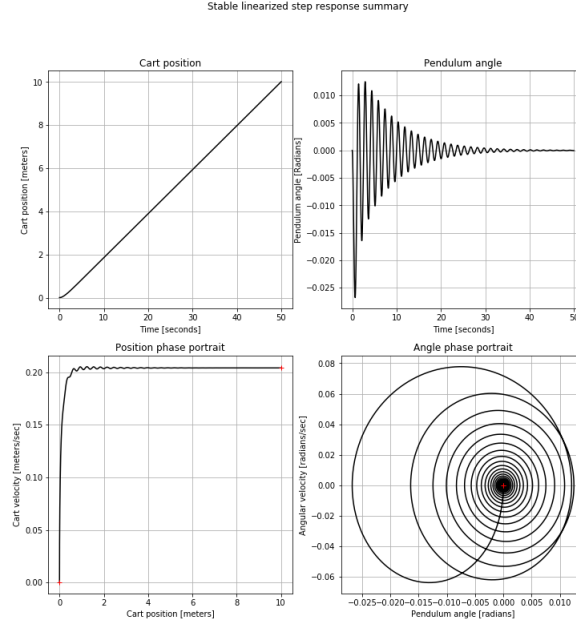 Stable linearized step response summary
Cart position
Cart position [meters]
10
8
6
4
2
0
0 10 20 30 40 50
Time [seconds]
Pendulum angle
Pendulum angle [Radians]
0.010
0.005
0.000
−0.005
−0.010
−0.015
−0.020
−0.025
0 10 20 30 40 50
Time [seconds]
Position phase portrait
Cart velocity [meters/sec]
0.20
0.15
0.10
0.05
0.00
0 2 4 6 8 10
Cart position [meters]
Angle phase portrait
Angular velocity [radians/sec]
0.08
0.06
0.04
0.02
0.00
−0.02
−0.04
−0.06
−0.025 −0.020 −0.015 −0.010 −0.005 0.000 0.005 0.010
Pendulum angle [radians]